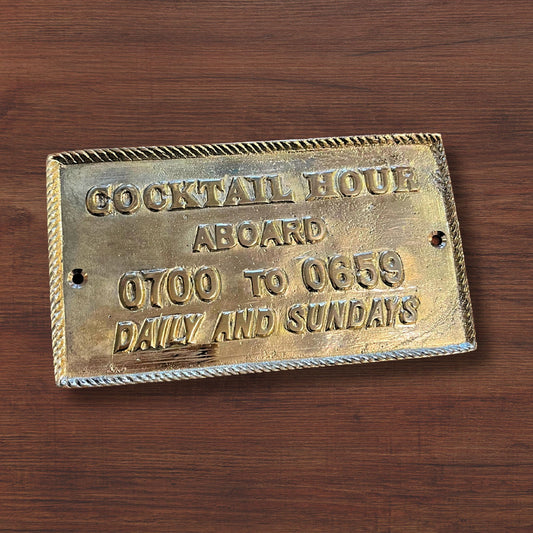 COCKTAIL HOUR
ABOARD
0700 TO 0659
DAILY AND SUNDAYS